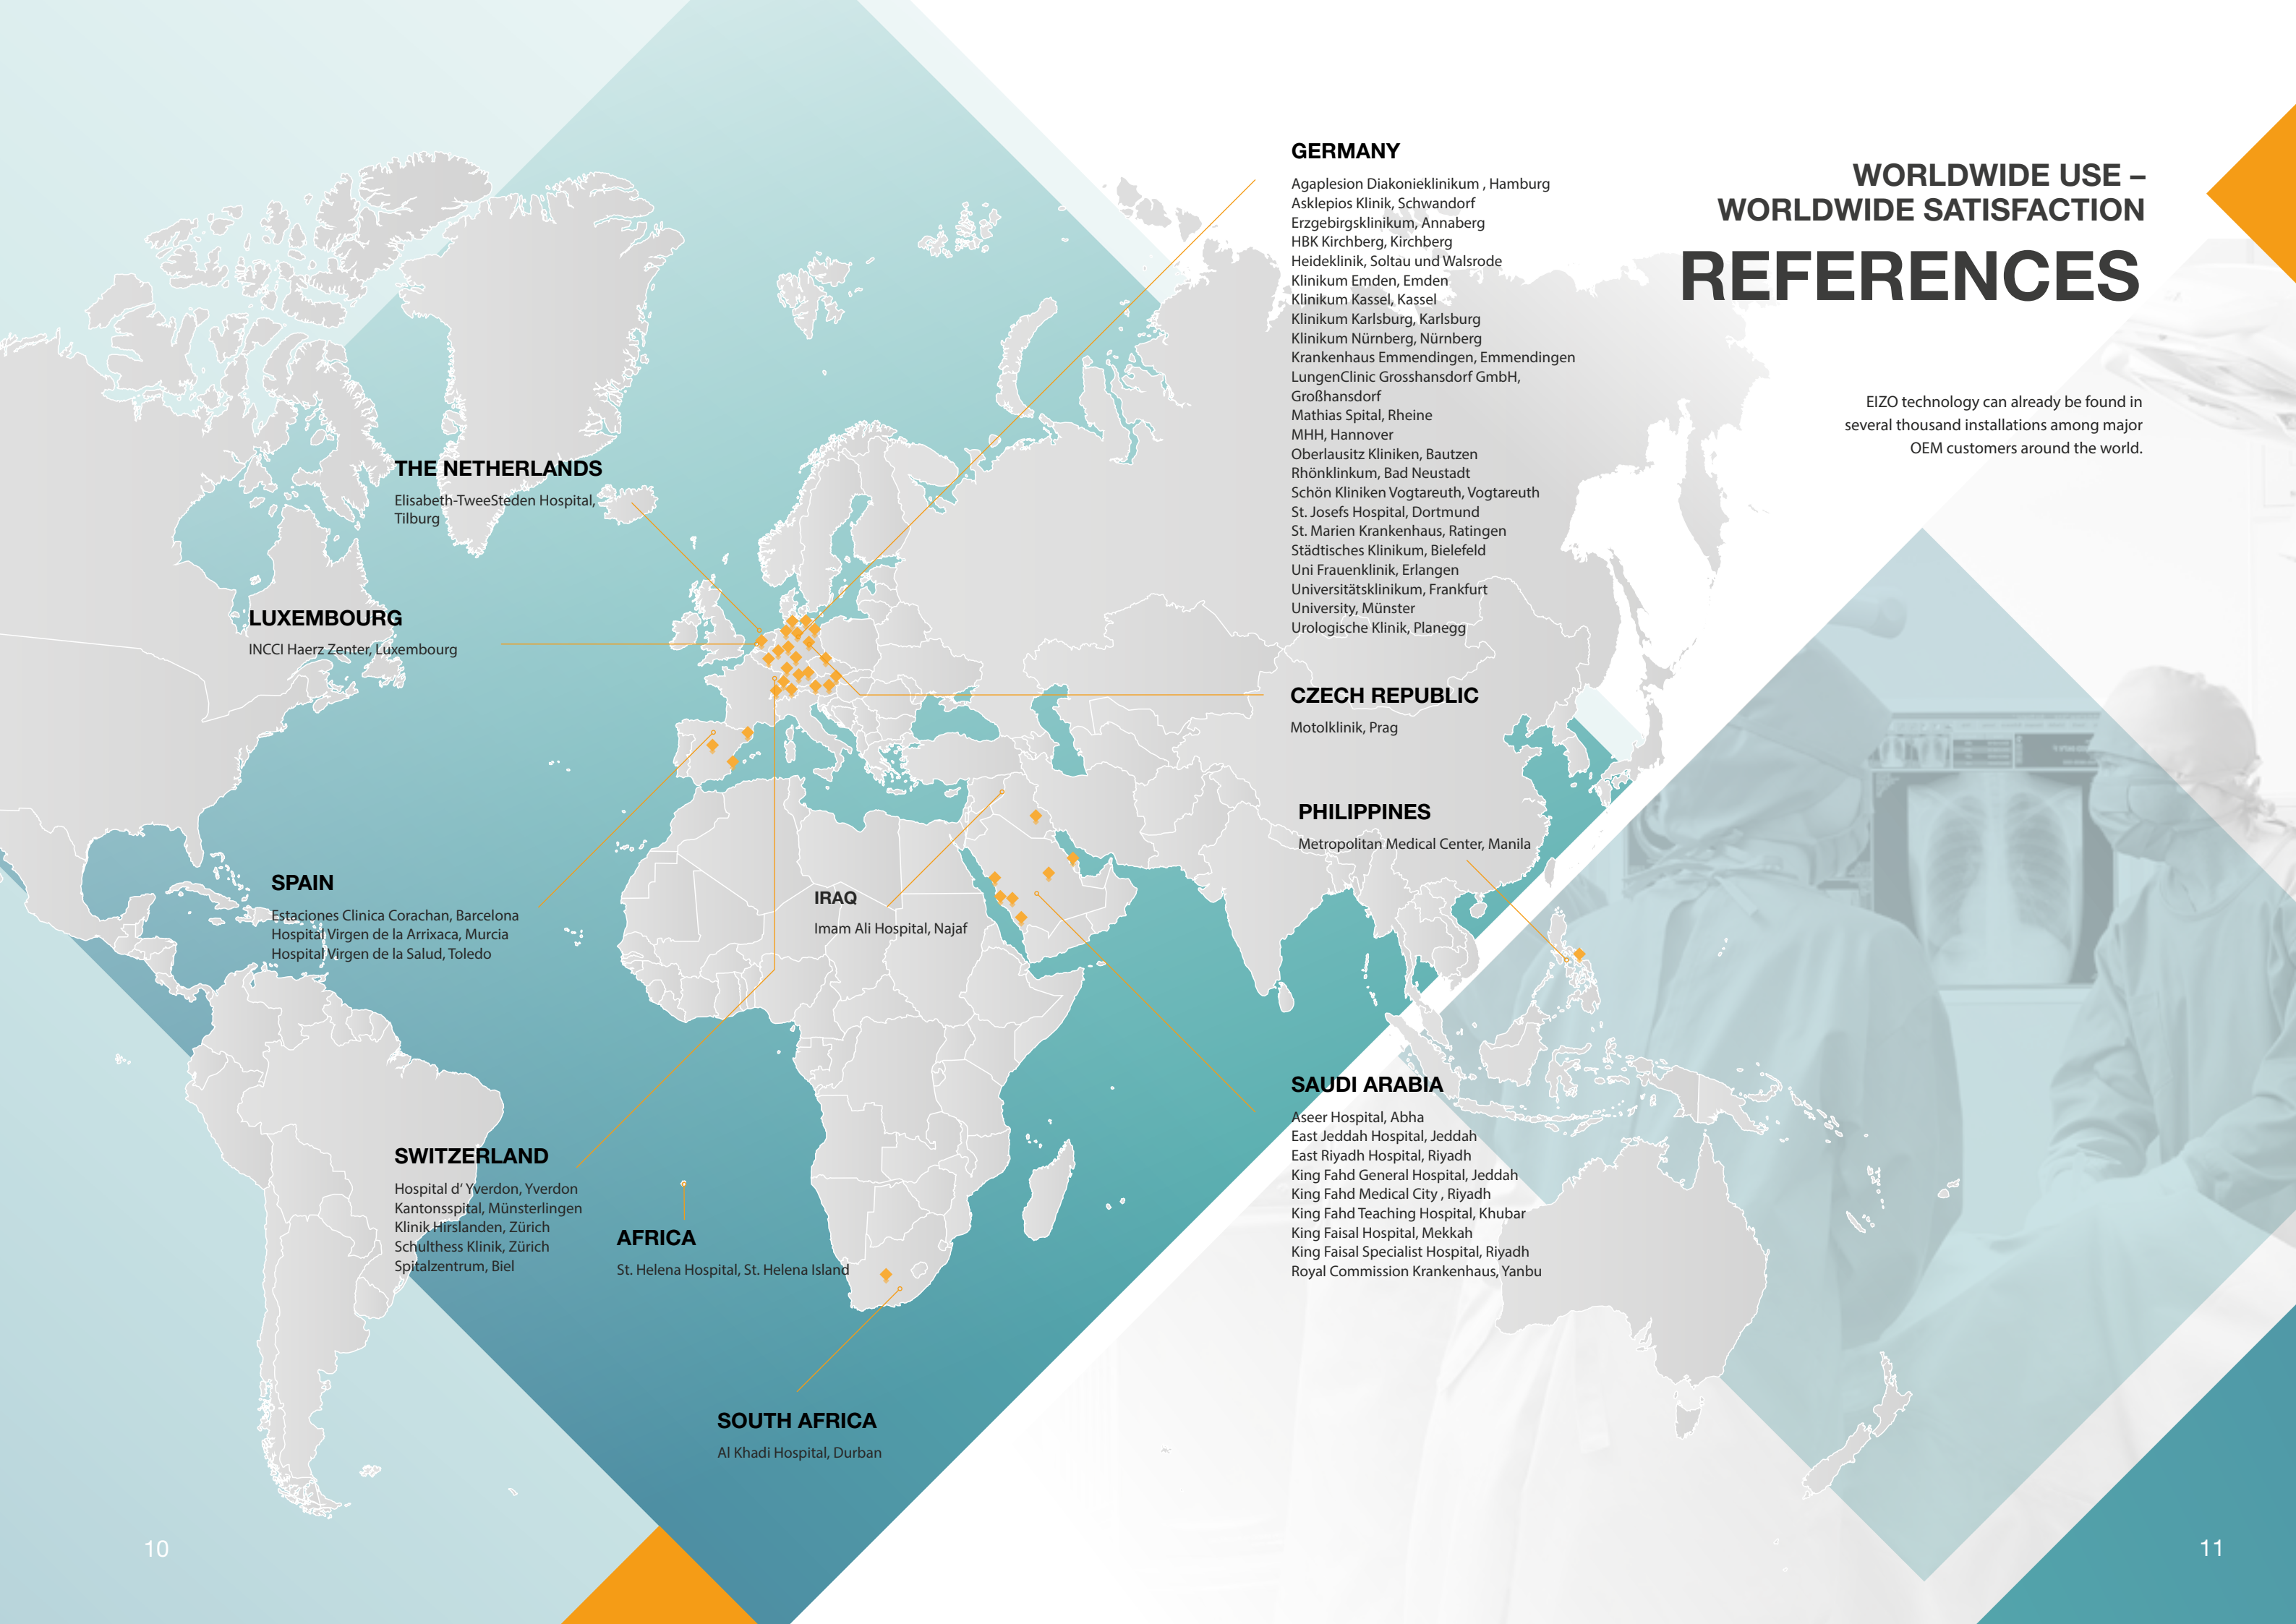 WORLDWIDE USE –
WORLDWIDE SATISFACTION
REFERENCES
EIZO technology can already be found in
several thousand installations among major
OEM customers around the world.
THE NETHERLANDS
Elisabeth-TweeSteden Hospital,
Tilburg
LUXEMBOURG
INCCI Haerz Zenter, Luxembourg
SPAIN
Estaciones Clinica Corachan, Barcelona
Hospital Virgen de la Arrixaca, Murcia
Hospital Virgen de la Salud, Toledo
SWITZERLAND
Hospital d’ Yverdon, Yverdon
Kantonsspital, Münsterlingen
Klinik Hirslanden, Zürich
Schulthess Klinik, Zürich
Spitalzentrum, Biel
AFRICA
St. Helena Hospital, St. Helena Island
SOUTH AFRICA
Al Khadi Hospital, Durban
IRAQ
Imam Ali Hospital, Najaf
GERMANY
Agaplesion Diakonieklinikum , Hamburg
Asklepios Klinik, Schwandorf
Erzgebirgsklinikum, Annaberg
HBK Kirchberg, Kirchberg
Heideklinik, Soltau und Walsrode
Klinikum Emden, Emden
Klinikum Kassel, Kassel
Klinikum Karlsburg, Karlsburg
Klinikum Nürnberg, Nürnberg
Krankenhaus Emmendingen, Emmendingen
LungenClinic Grosshansdorf GmbH,
Großhansdorf
Mathias Spital, Rheine
MHH, Hannover
Oberlausitz Kliniken, Bautzen
Rhönklinkum, Bad Neustadt
Schön Kliniken Vogtareuth, Vogtareuth
St. Josefs Hospital, Dortmund
St. Marien Krankenhaus, Ratingen
Städtisches Klinikum, Bielefeld
Uni Frauenklinik, Erlangen
Universitätsklinikum, Frankfurt
University, Münster
Urologische Klinik, Planegg
CZECH REPUBLIC
Motolklinik, Prag
PHILIPPINES
Metropolitan Medical Center, Manila
SAUDI ARABIA
Aseer Hospital, Abha
East Jeddah Hospital, Jeddah
East Riyadh Hospital, Riyadh
King Fahd General Hospital, Jeddah
King Fahd Medical City , Riyadh
King Fahd Teaching Hospital, Khubar
King Faisal Hospital, Mekkah
King Faisal Specialist Hospital, Riyadh
Royal Commission Krankenhaus, Yanbu
10
11